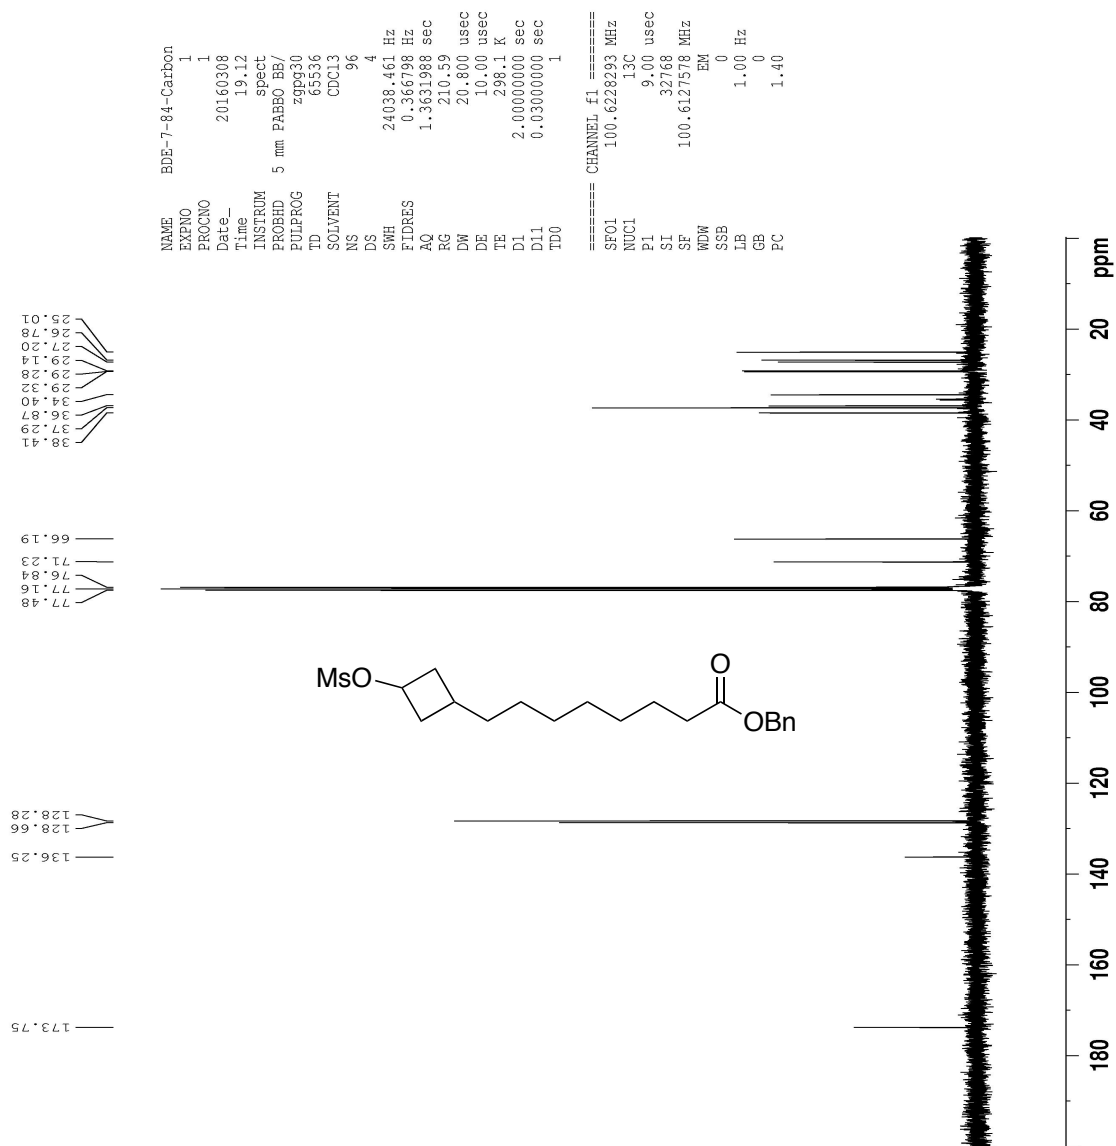 NAME BDE-7-84-Carbon
EXPNO 1
PROCNO 1
Date_ 20160308
Time 19.12
INSTRUM spect
PROBHD 5 mm PABBO BB/
PULPROG zgpg30
TD 65536
SOLVENT CDCl3
NS 96
DS 4
SWH 24038.461 Hz
FIDRES 0.366798 Hz
AQ 1.3631988 sec
RG 210.59
DW 20.800 usec
DE 10.00 usec
TE 298.1 K
D1 2.00000000 sec
D11 0.03000000 sec
TD0 1
======== CHANNEL f1 ========
SFO1 100.6228293 MHz
NUC1 13C
P1 9.00 usec
SI 32768
SF 100.6127578 MHz
WDW EM
SSB 0
LB 1.00 Hz
GB 0
PC 1.40
25.01
26.78
27.20
29.14
29.28
29.32
34.40
36.87
37.29
38.41
66.19
71.23
76.84
77.16
77.48
128.28
128.66
136.25
173.75
MsO
O
OBn
ppm
20
40
60
80
100
120
140
160
180